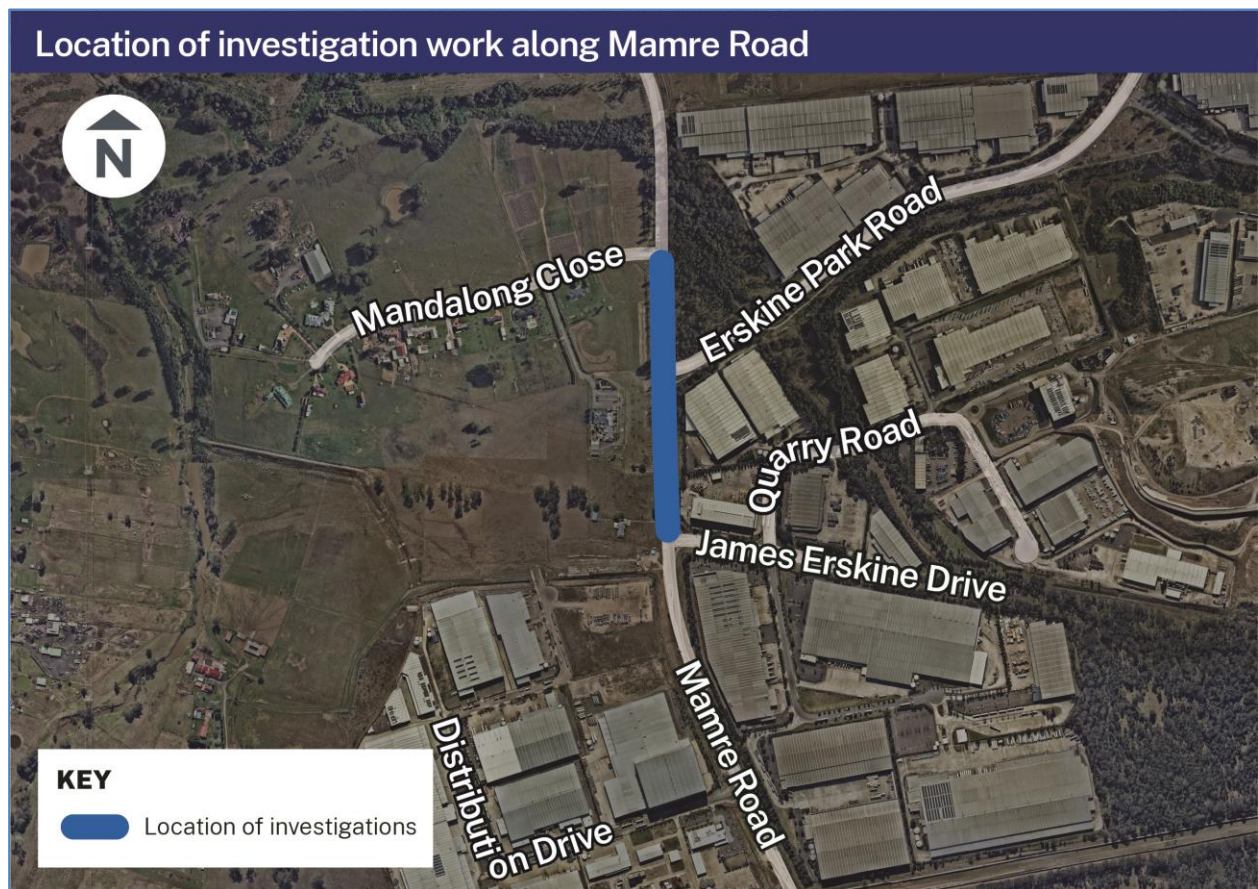 Location of investigation work along Mamre Road
N
Mandalong Close
Erskine Park Road
Quarry Road
James Erskine Drive
Mamre Road
Distribution Drive
KEY
Location of investigations